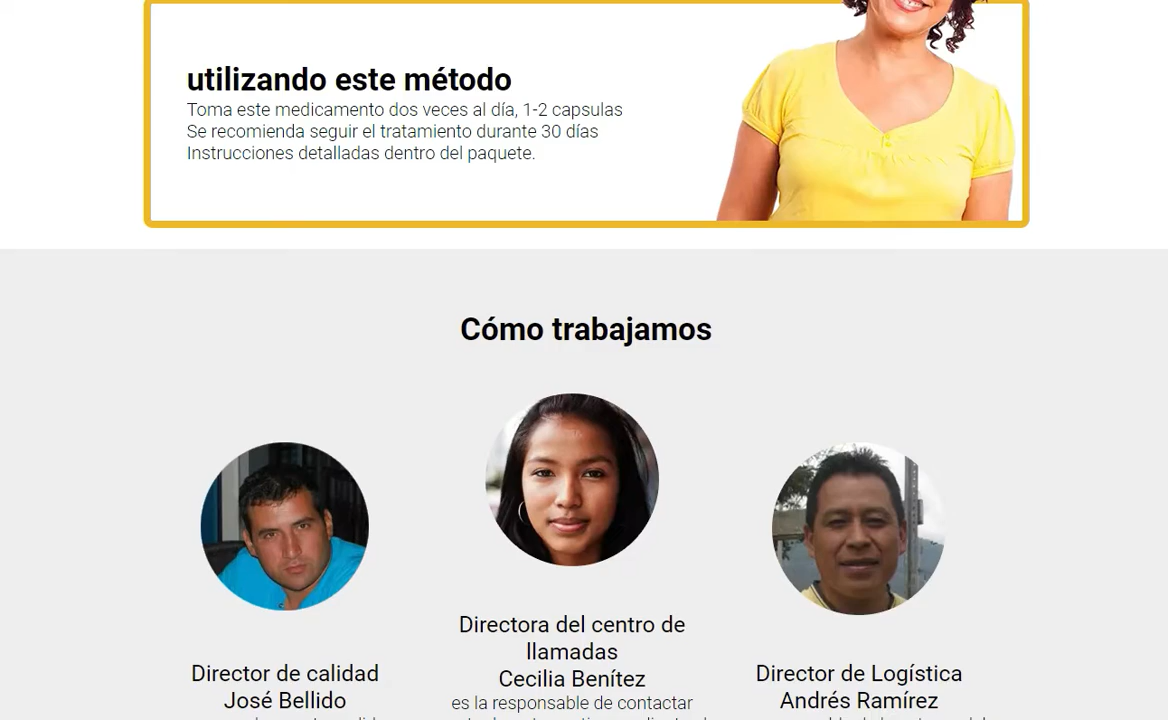 utilizando este método
Toma este medicamento dos veces al día, 1-2 capsulas
Se recomienda seguir el tratamiento durante 30 días
Instrucciones detalladas dentro del paquete.
Cómo trabajamos
Director de calidad
José Bellido
Directora del centro de
llamadas
Cecilia Benítez
es la responsable de contactar
Director de Logística
Andrés Ramírez